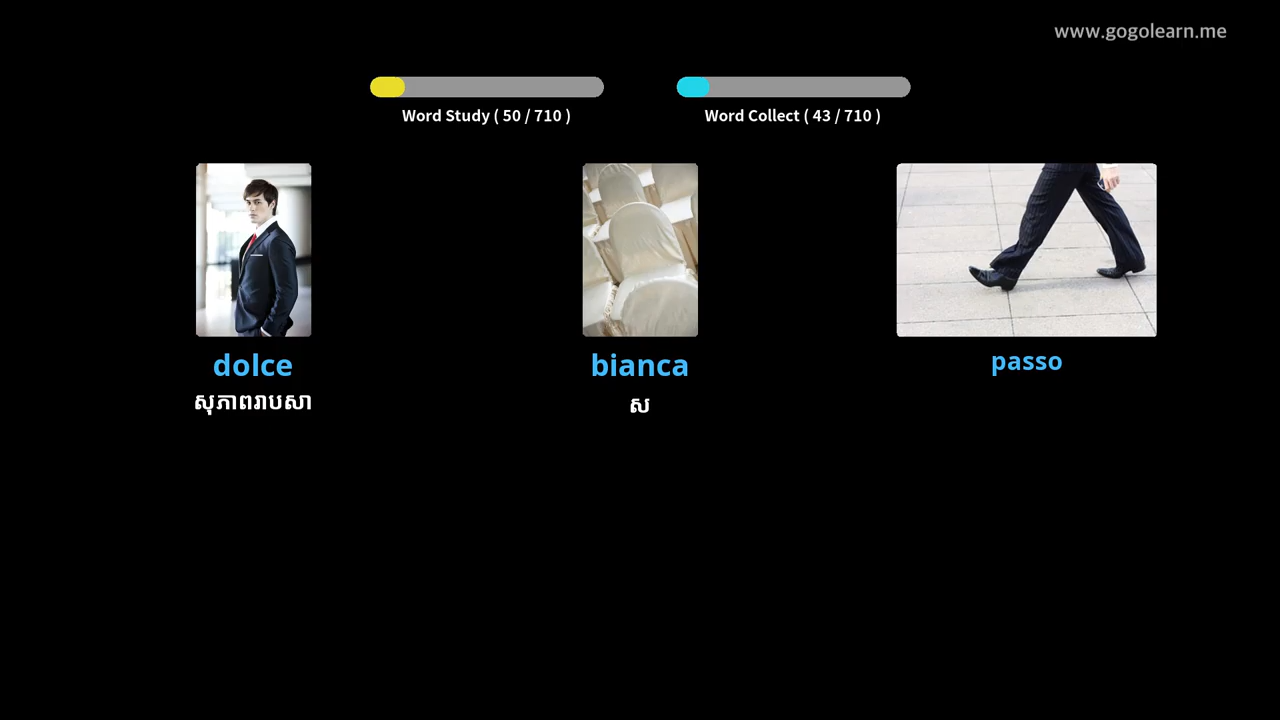 www.gogolearn.me
Word Study ( 50 / 710 )
Word Collect ( 43 / 710 )
dolce
bianca
passo
សុភាពរាបសា
ស